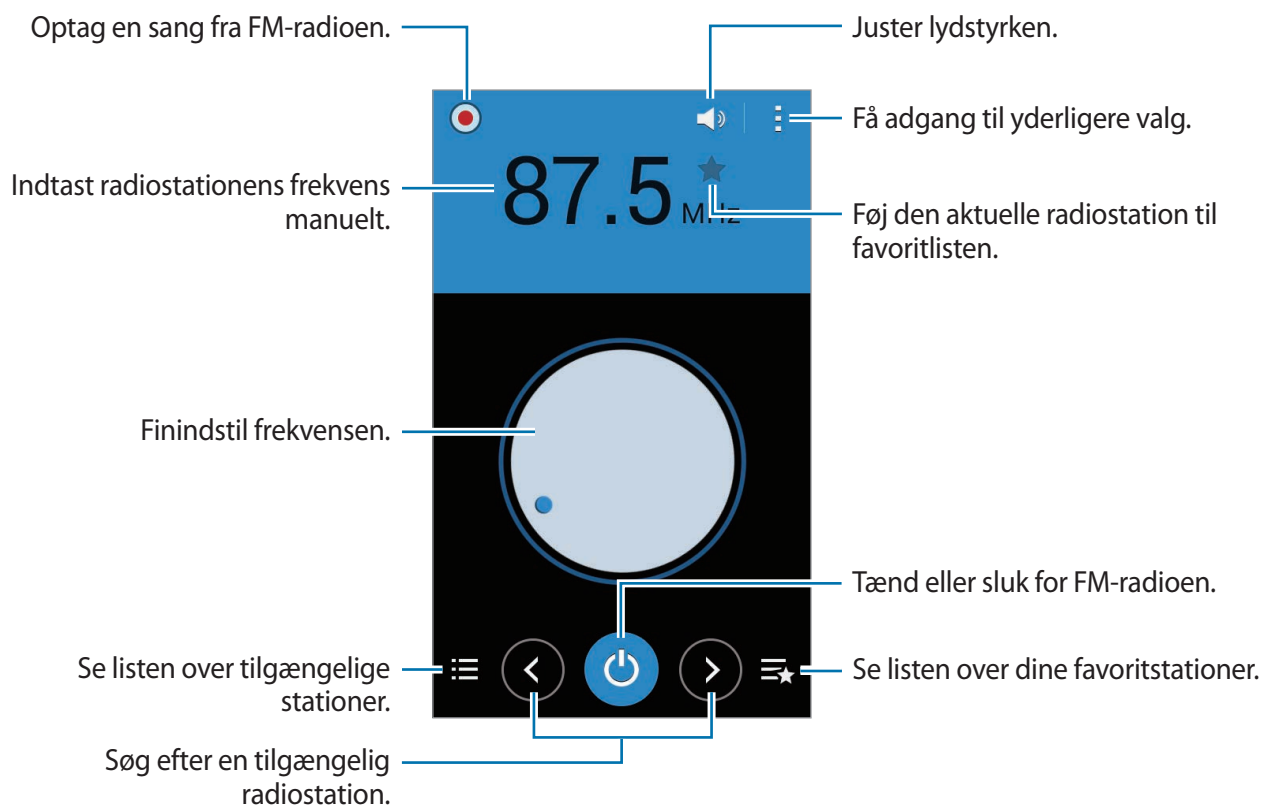 Optag en sang fra FM-radioen.
Juster lydstyrken.
Få adgang til yderligere valg.
Indtast radiostationens frekvens
manuelt.
87.5 MHz
Føj den aktuelle radiostation til
favoritlisten.
Finindstil frekvensen.
Tænd eller sluk for FM-radioen.
Se listen over tilgængelige
stationer.
Se listen over dine favoritstationer.
Søg efter en tilgængelig
radiostation.